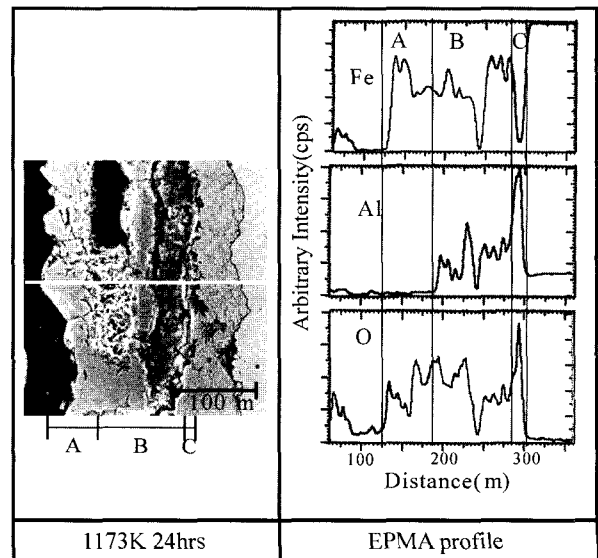 A B C
Fe
Al
O
Arbitrary Intensity(cps)
100 m
A B C
100 200 300
Distance( m)
1173K 24hrs
EPMA profile